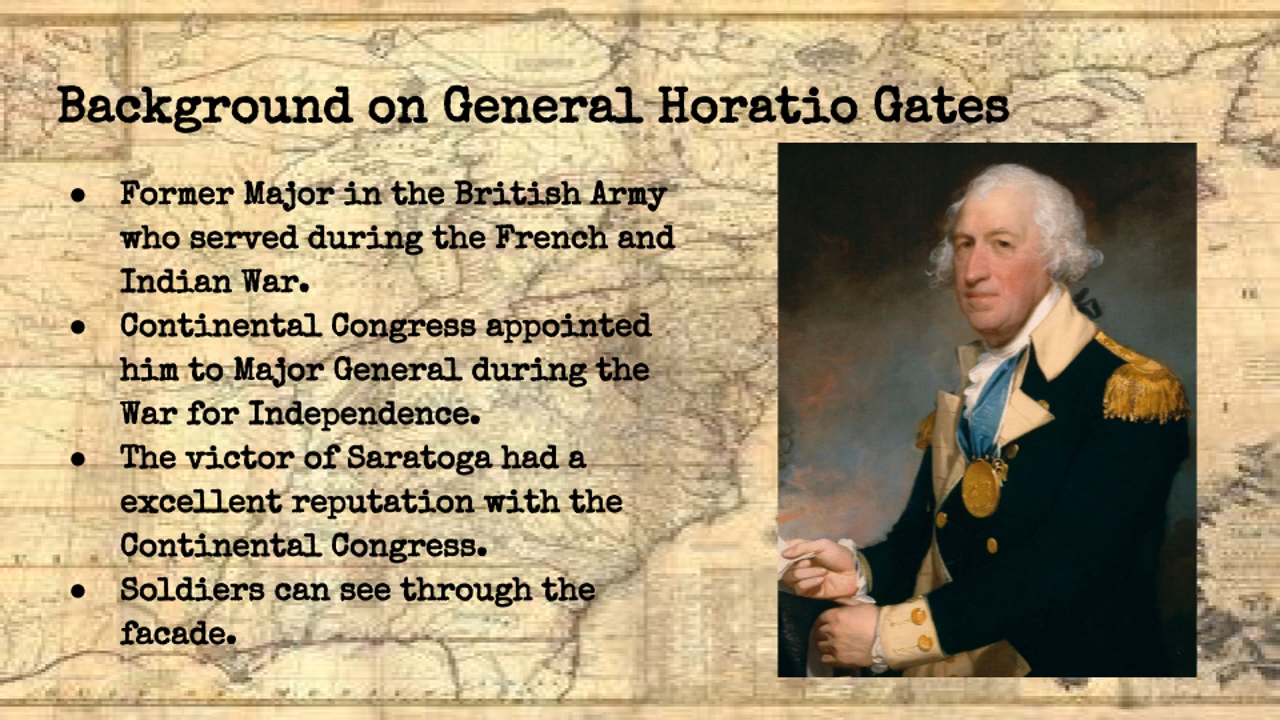 Background on General Horatio Gates
● Former Major in the British Army
who served during the French and
Indian War.
● Continental Congress appointed
him to Major General during the
War for Independence.
● The victor of Saratoga had a
excellent reputation with the
Continental Congress.
● Soldiers can see through the
facade.